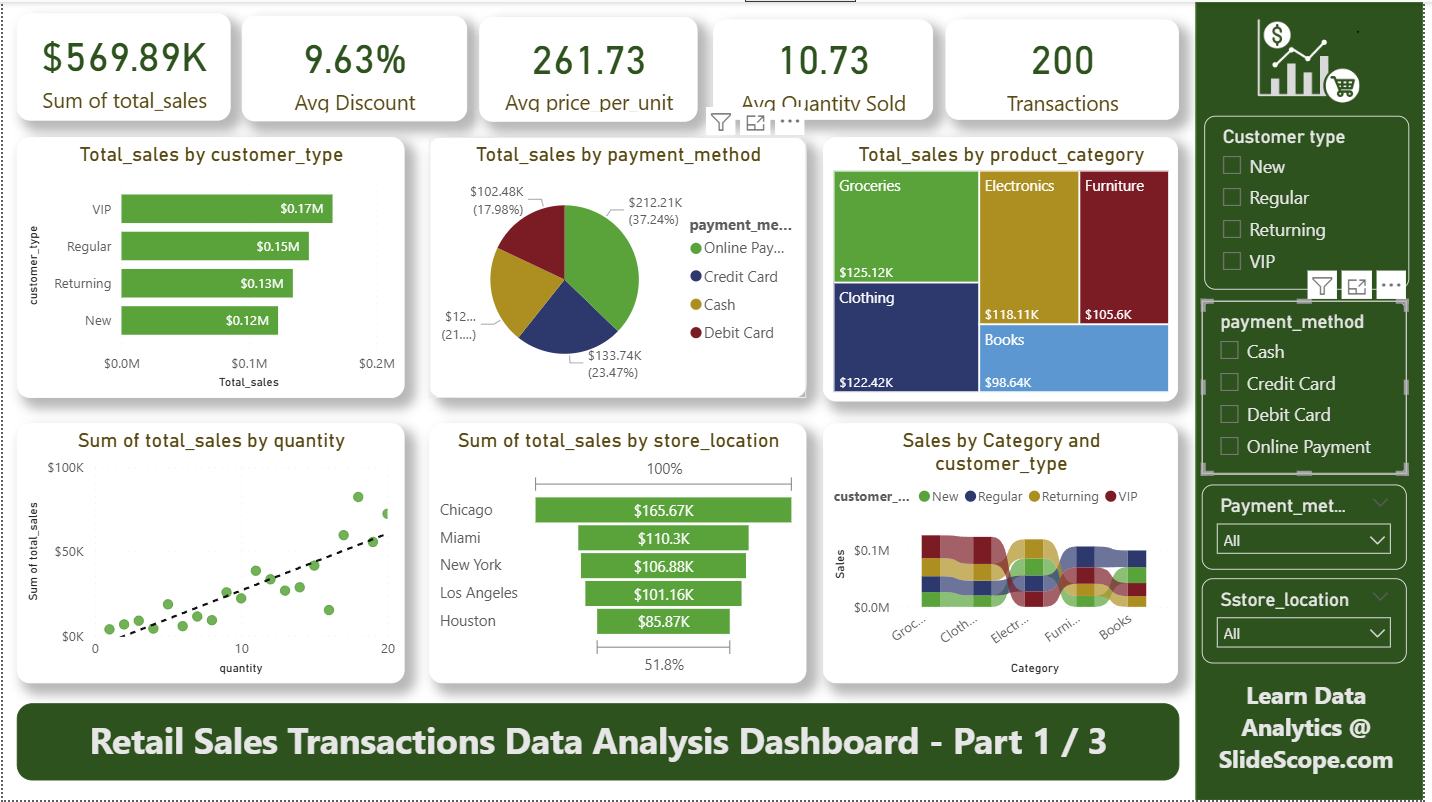 $569.89K
Sum of total_sales
9.63%
Avg Discount
261.73
Avg price_per_unit
10.73
Avg Quantity Sold
200
Transactions
Total_sales by customer_type
customer_type
VIP
$0.17M
Regular
$0.15M
Returning
$0.13M
New
$0.12M
$0.0M
$0.1M
$0.2M
Total_sales
Total_sales by payment_method
$102.48K
(17.98%)
$212.21K
(37.24%)
$12...
(21....)
$133.74K
(23.47%)
payment_me...
Online Pay...
Credit Card
Cash
Debit Card
Total_sales by product_category
Groceries
$125.12K
Clothing
$122.42K
Electronics
$118.11K
Furniture
$105.6K
Books
$98.64K
Sum of total_sales by quantity
Sum of total_sales
$100K
$50K
$0K
0
10
20
quantity
Sum of total_sales by store_location
100%
Chicago
$165.67K
Miami
$110.3K
New York
$106.88K
Los Angeles
$101.16K
Houston
$85.87K
51.8%
Sales by Category and
customer_type
customer_...
New
Regular
Returning
VIP
Sales
$0.1M
$0.0M
Groc...
Cloth...
Electr...
Furni...
Books
Category
Retail Sales Transactions Data Analysis Dashboard - Part 1 / 3
$
Customer type
New
Regular
Returning
VIP
payment_method
Cash
Credit Card
Debit Card
Online Payment
Payment_met...
All
Sstore_location
All
Learn Data
Analytics @
SlideScope.com